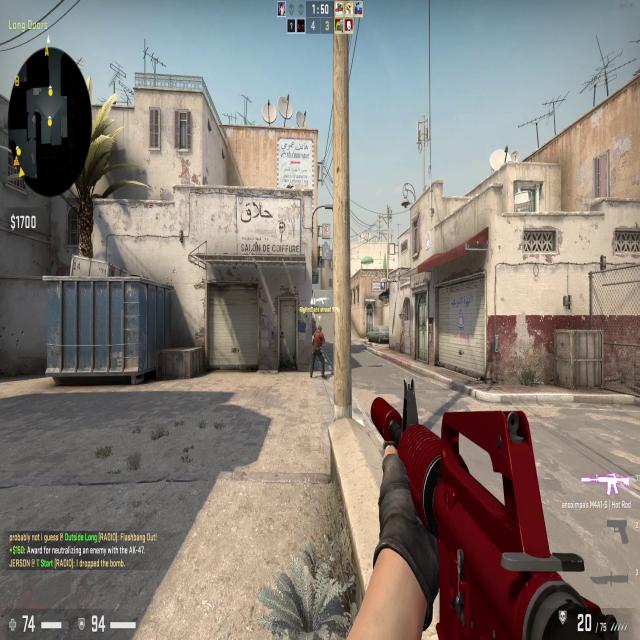 Long Doors
1:50
4 3
$1700
حلاق
SALON DE COIFFURE
probably not i guess @ Outside Long [RADIO]: Flashbang Out!
+$150: Award for neutralizing an enemy with the AK-47.
JERSON @ T Start [RADIO]: I dropped the bomb.
M4A1-S | Hot Rod
74
94
20 / 75